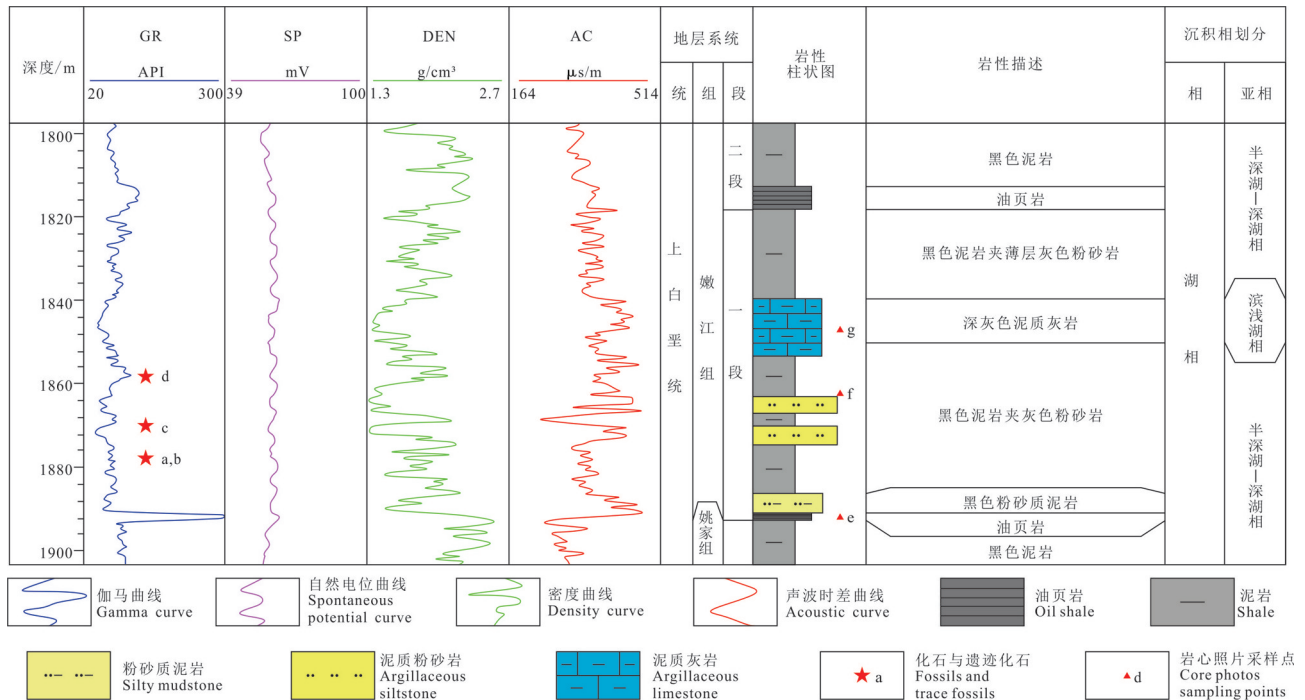 深度/m
GR
API
20 300
SP
mV
39 100
DEN
g/cm³
1.3 2.7
AC
μs/m
164 514
地层系统
统 组 段
岩性
柱状图
岩性描述
沉积相划分
相 亚相
1800
1820
1840
1860
1880
1900
d
c
a,b
上白垩统
嫩江组
姚家组
二段
一段
g
f
e
黑色泥岩
油页岩
黑色泥岩夹薄层灰色粉砂岩
深灰色泥质灰岩
黑色泥岩夹灰色粉砂岩
黑色粉砂质泥岩
油页岩
黑色泥岩
湖相
半深湖—深湖相
滨浅湖相
半深湖—深湖相
伽马曲线
Gamma curve
自然电位曲线
Spontaneous
potential curve
密度曲线
Density curve
声波时差曲线
Acoustic curve
油页岩
Oil shale
泥岩
Shale
粉砂质泥岩
Silty mudstone
泥质粉砂岩
Argillaceous
siltstone
泥质灰岩
Argillaceous
limestone
a
化石与遗迹化石
Fossils and
trace fossils
d
岩心照片采样点
Core photos
sampling points